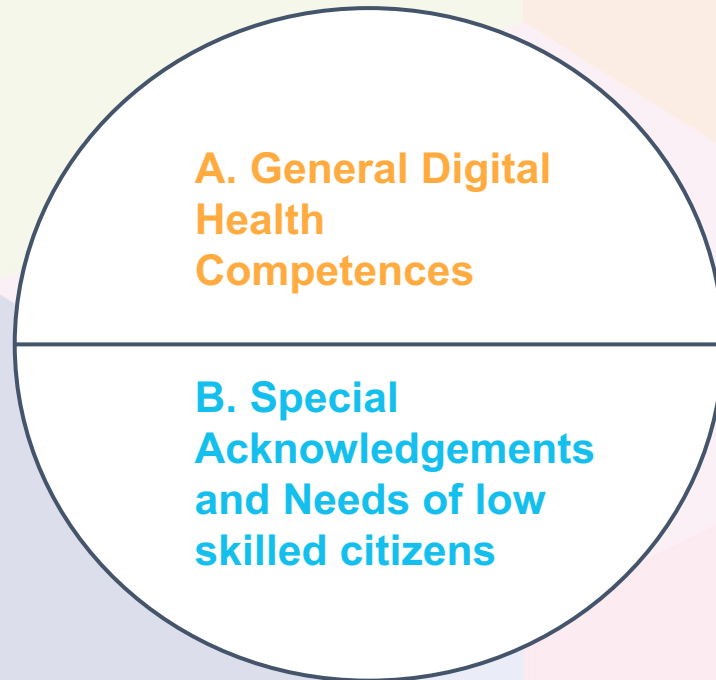 A. General Digital
Health
Competences
B. Special
Acknowledgements
and Needs of low
skilled citizens